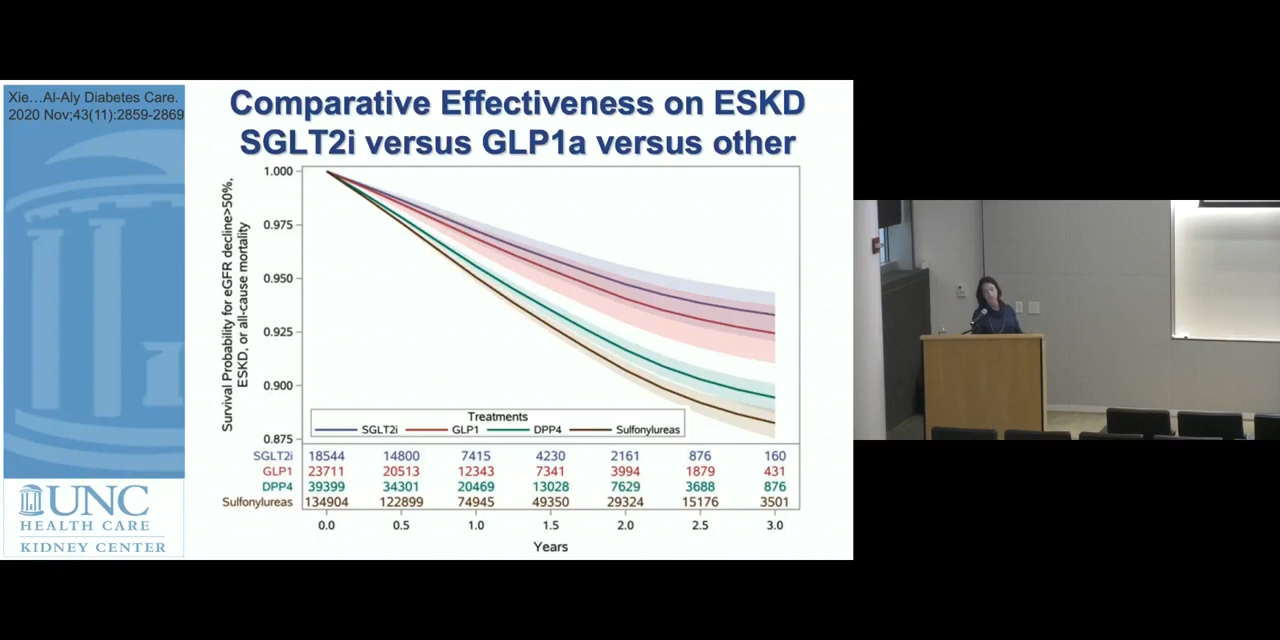 Xie…Al-Aly Diabetes Care.
2020 Nov;43(11):2859-2869
Comparative Effectiveness on ESKD
SGLT2i versus GLP1a versus other
Survival Probability for eGFR decline>50%,
ESKD, or all-cause mortality
1.000
0.975
0.950
0.925
0.900
0.875
Treatments
SGLT2i GLP1 DPP4 Sulfonylureas
SGLT2i 18544 14800 7415 4230 2161 876 160
GLP1 23711 20513 12343 7341 3994 1879 431
DPP4 39399 34301 20469 13028 7629 3688 876
Sulfonylureas 134904 122899 74945 49350 29324 15176 3501
0.0 0.5 1.0 1.5 2.0 2.5 3.0
Years
UNC
HEALTH CARE
KIDNEY CENTER